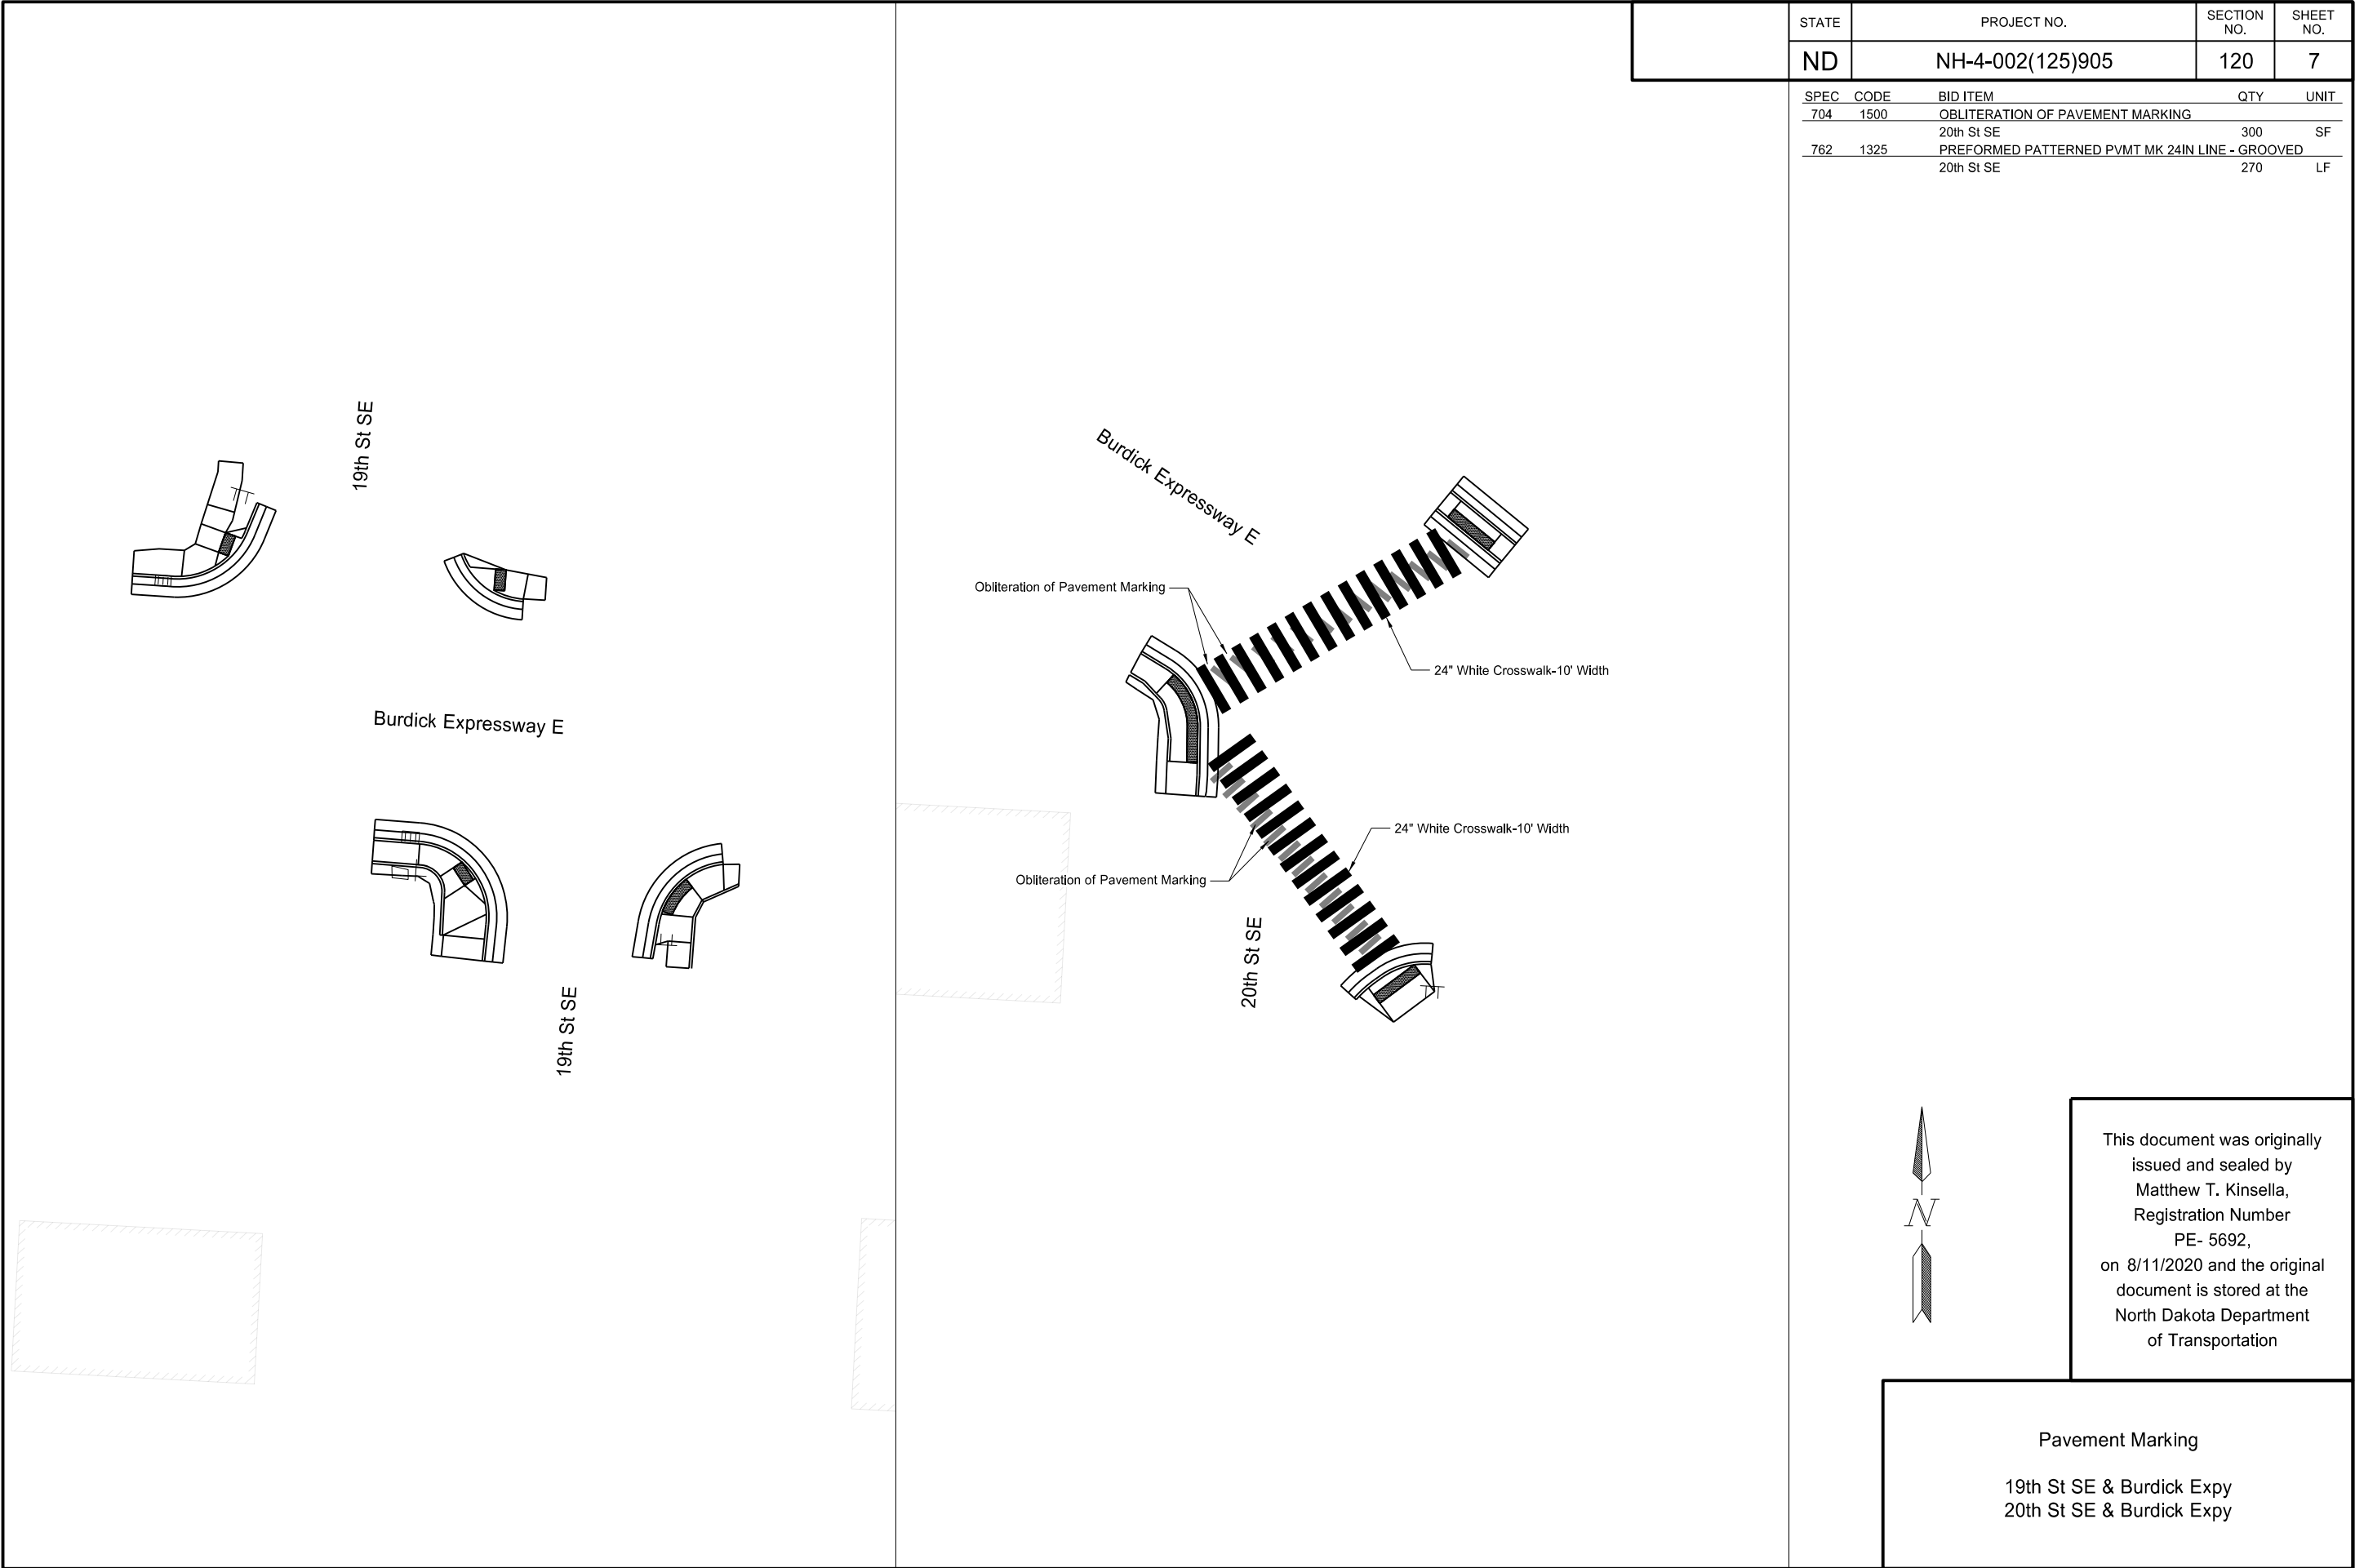 STATE PROJECT NO. SECTION NO. SHEET NO.
ND NH-4-002(125)905 120 7
SPEC CODE BID ITEM QTY UNIT
704 1500 OBLITERATION OF PAVEMENT MARKING
20th St SE 300 SF
762 1325 PREFORMED PATTERNED PVMT MK 24IN LINE - GROOVED
20th St SE 270 LF
19th St SE
Burdick Expressway E
19th St SE
Burdick Expressway E
Obliteration of Pavement Marking
24" White Crosswalk-10' Width
24" White Crosswalk-10' Width
Obliteration of Pavement Marking
20th St SE
N
This document was originally
issued and sealed by
Matthew T. Kinsella,
Registration Number
PE- 5692,
on 8/11/2020 and the original
document is stored at the
North Dakota Department
of Transportation
Pavement Marking
19th St SE & Burdick Expy
20th St SE & Burdick Expy